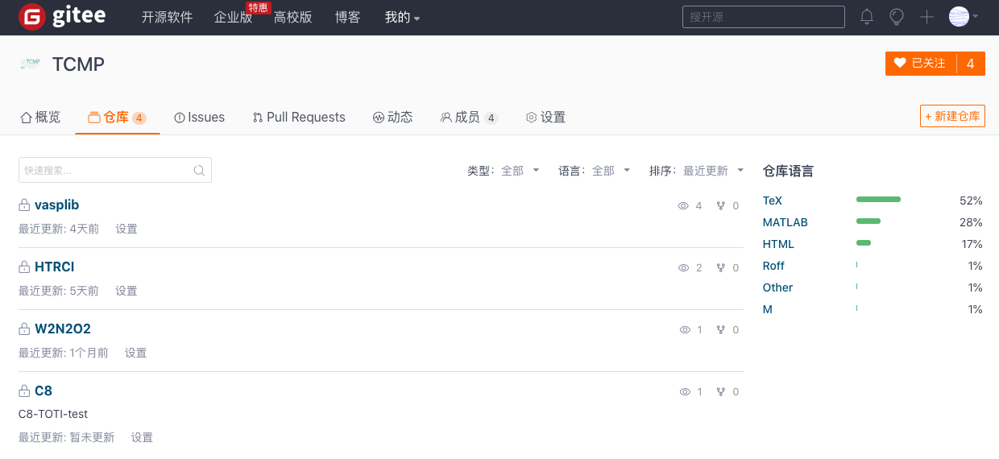 gitee 开源软件 企业版 特惠 高校版 博客 我的 搜开源
TCMP TCMP 已关注 4
概览 仓库 4 Issues Pull Requests 动态 成员 4 设置 + 新建仓库
快速搜索... 类型： 全部 语言： 全部 排序： 最近更新
vasplib 4 0
最近更新: 4天前 设置
HTRCI 2 0
最近更新: 5天前 设置
W2N2O2 1 0
最近更新: 1个月前 设置
C8 1 0
C8-TOTI-test
最近更新: 暂未更新 设置
仓库语言
TeX 52%
MATLAB 28%
HTML 17%
Roff 1%
Other 1%
M 1%